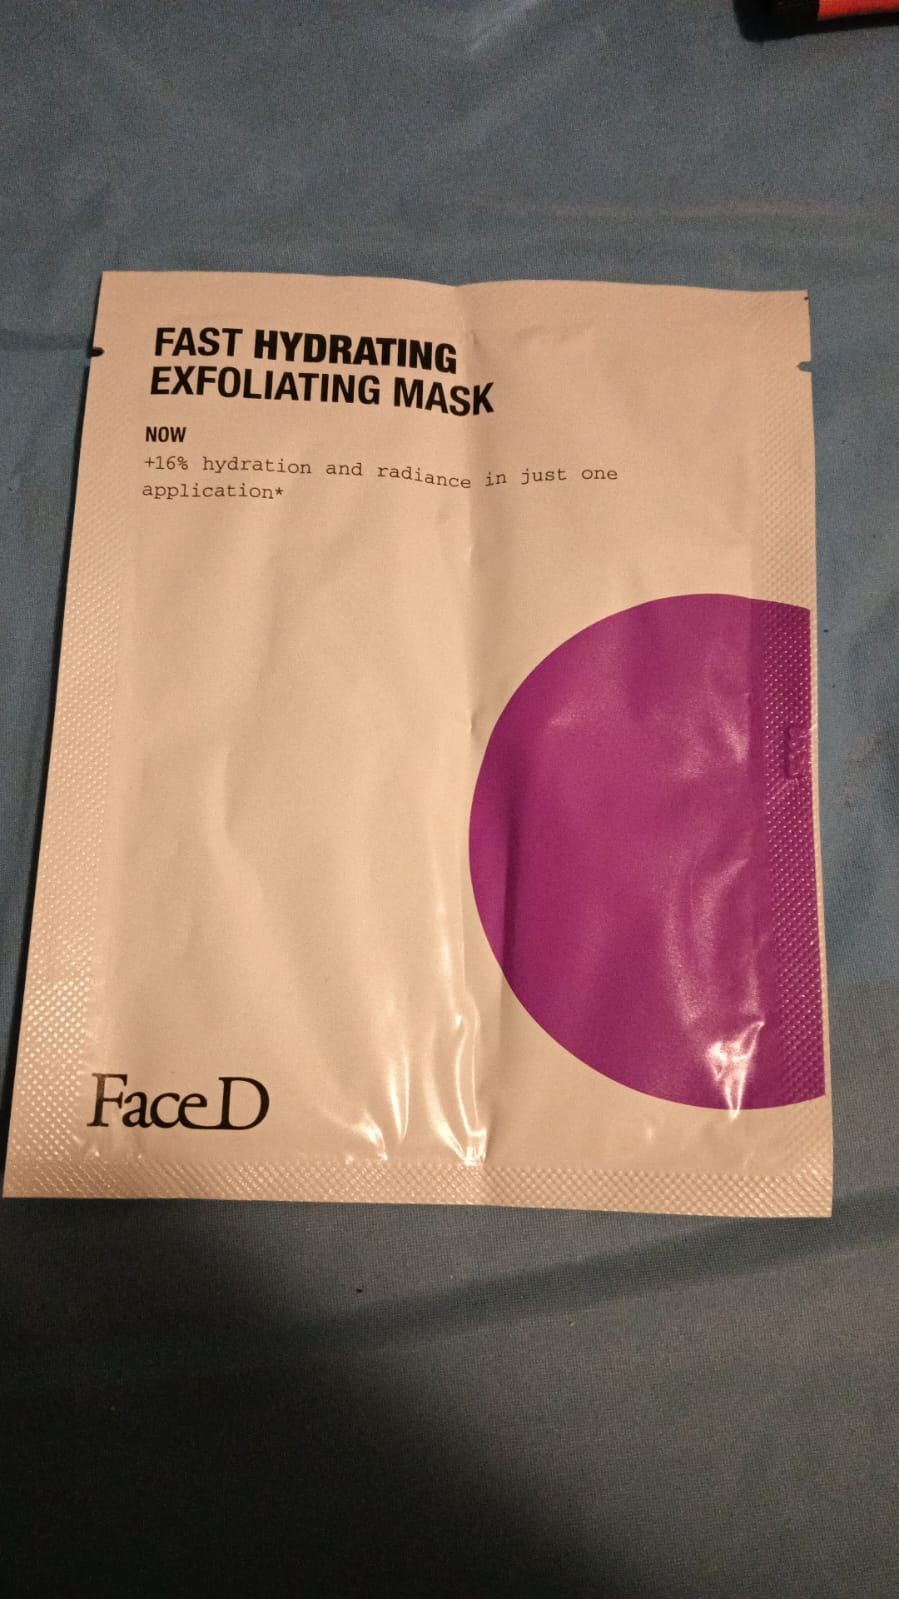 FAST HYDRATING
EXFOLIATING MASK
NOW
+16% hydration and radiance in just one
application*
FaceD